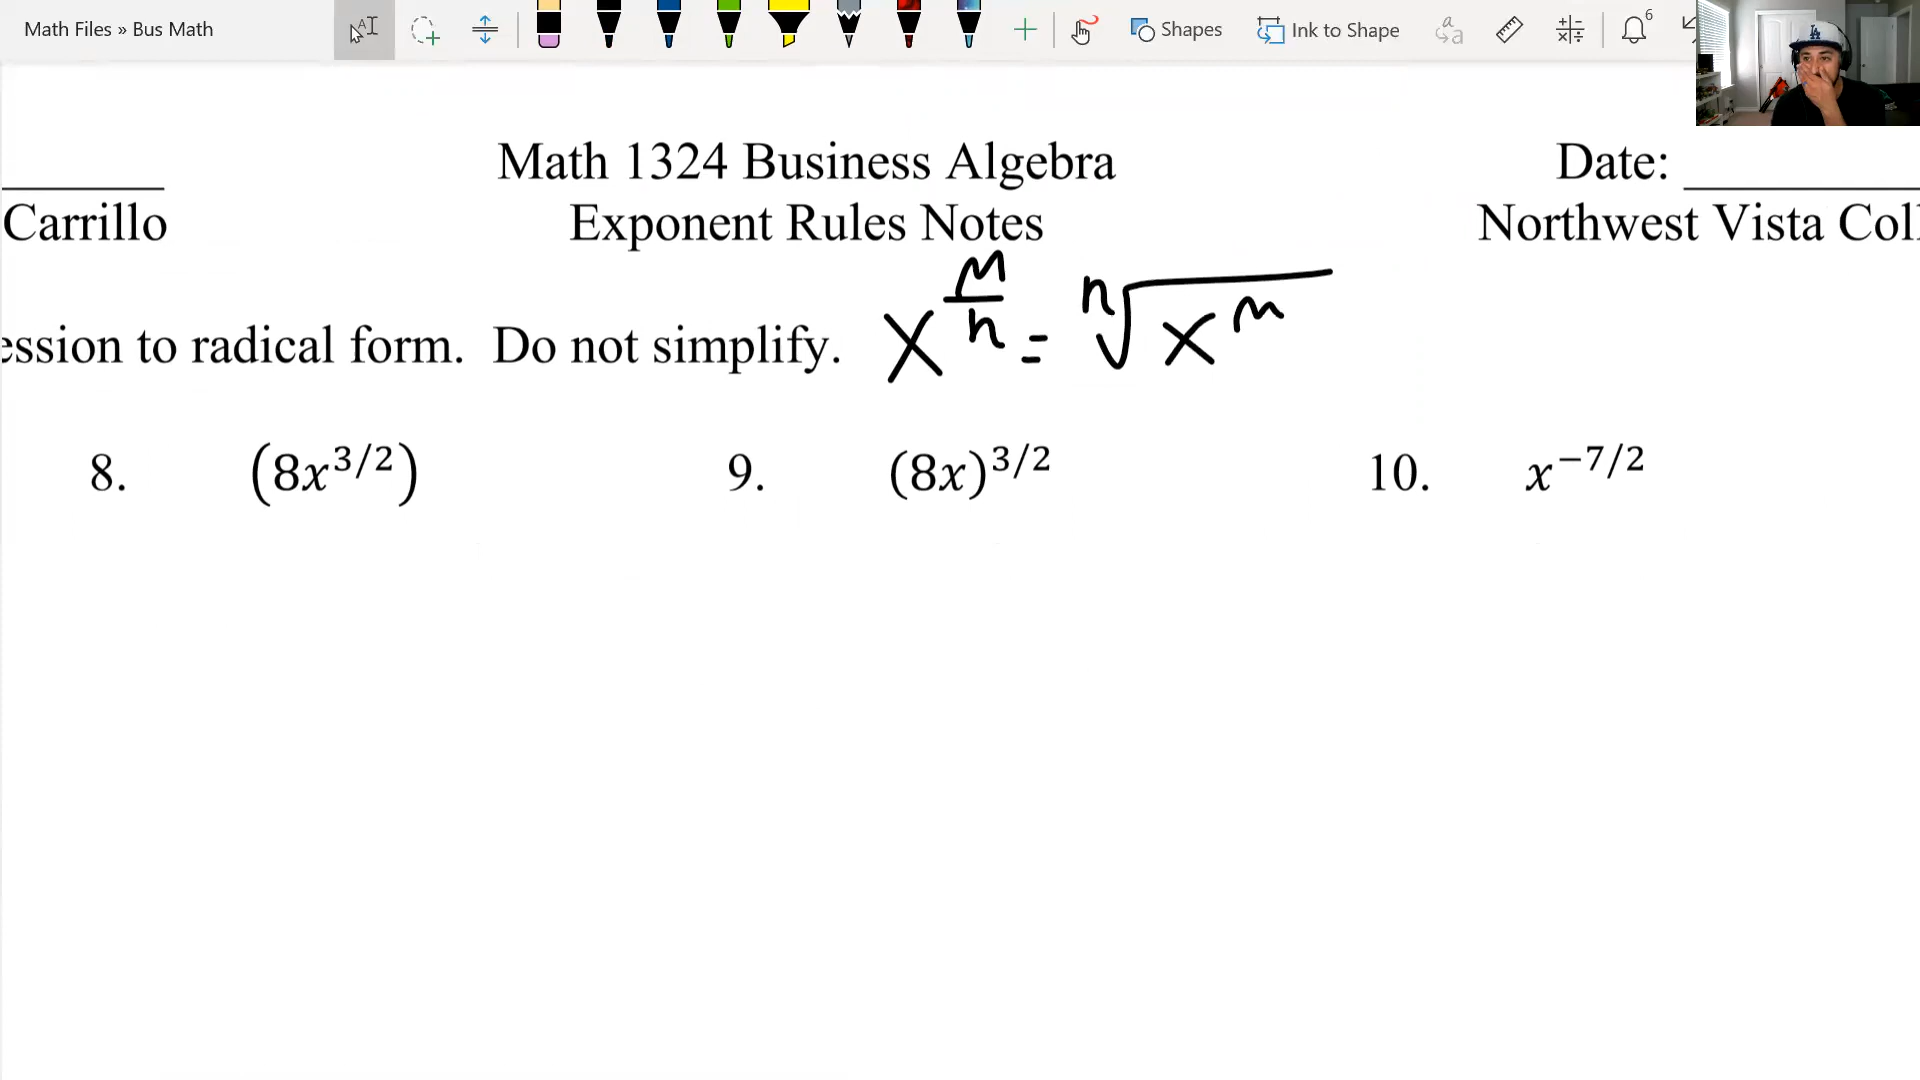 Math Files » Bus Math
Shapes
Ink to Shape
6
Math 1324 Business Algebra
Date:
Carrillo
Exponent Rules Notes
Northwest Vista Col
ession to radical form. Do not simplify. x^(m/n) = ⁿ√(x^m)
8. (8x^{3/2})
9. (8x)^{3/2}
10. x^{-7/2}